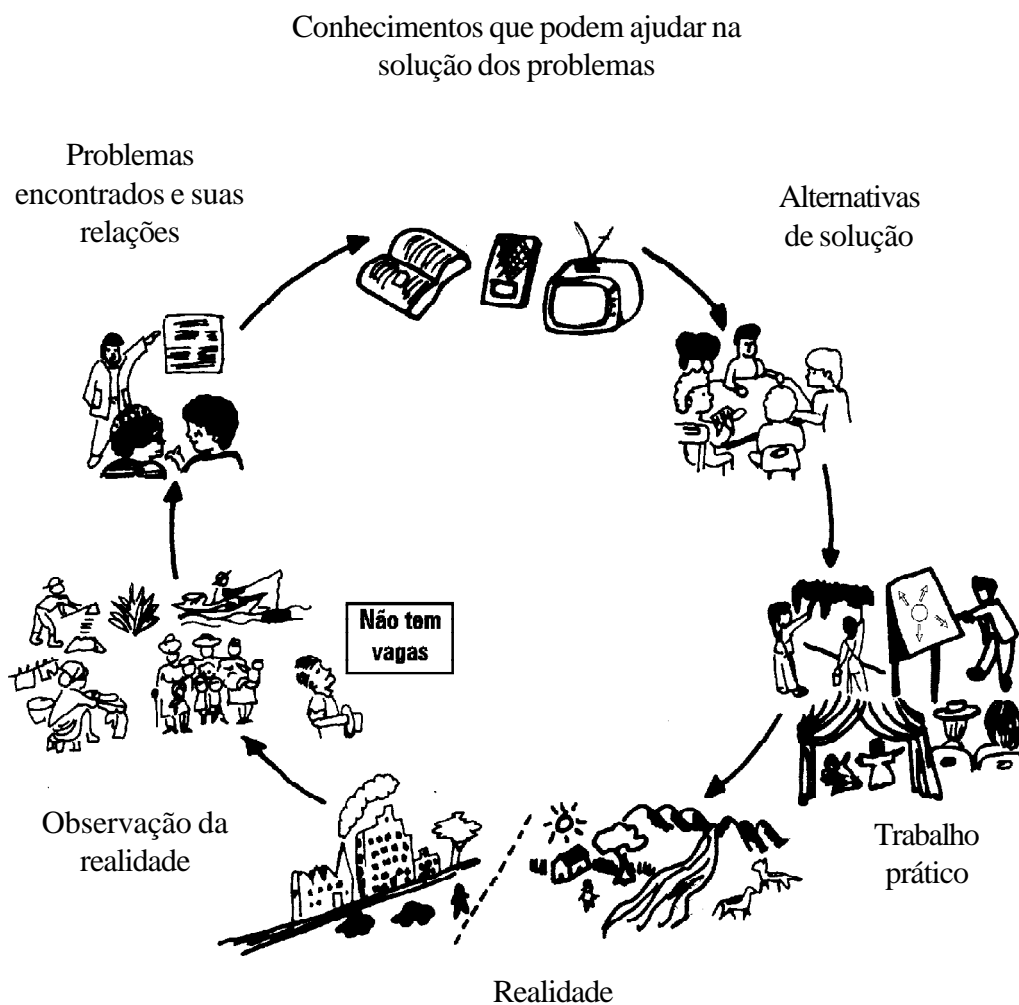 Conhecimentos que podem ajudar na
solução dos problemas
Problemas
encontrados e suas
relações
Alternativas
de solução
Não tem
vagas
Observação da
realidade
Trabalho
prático
Realidade